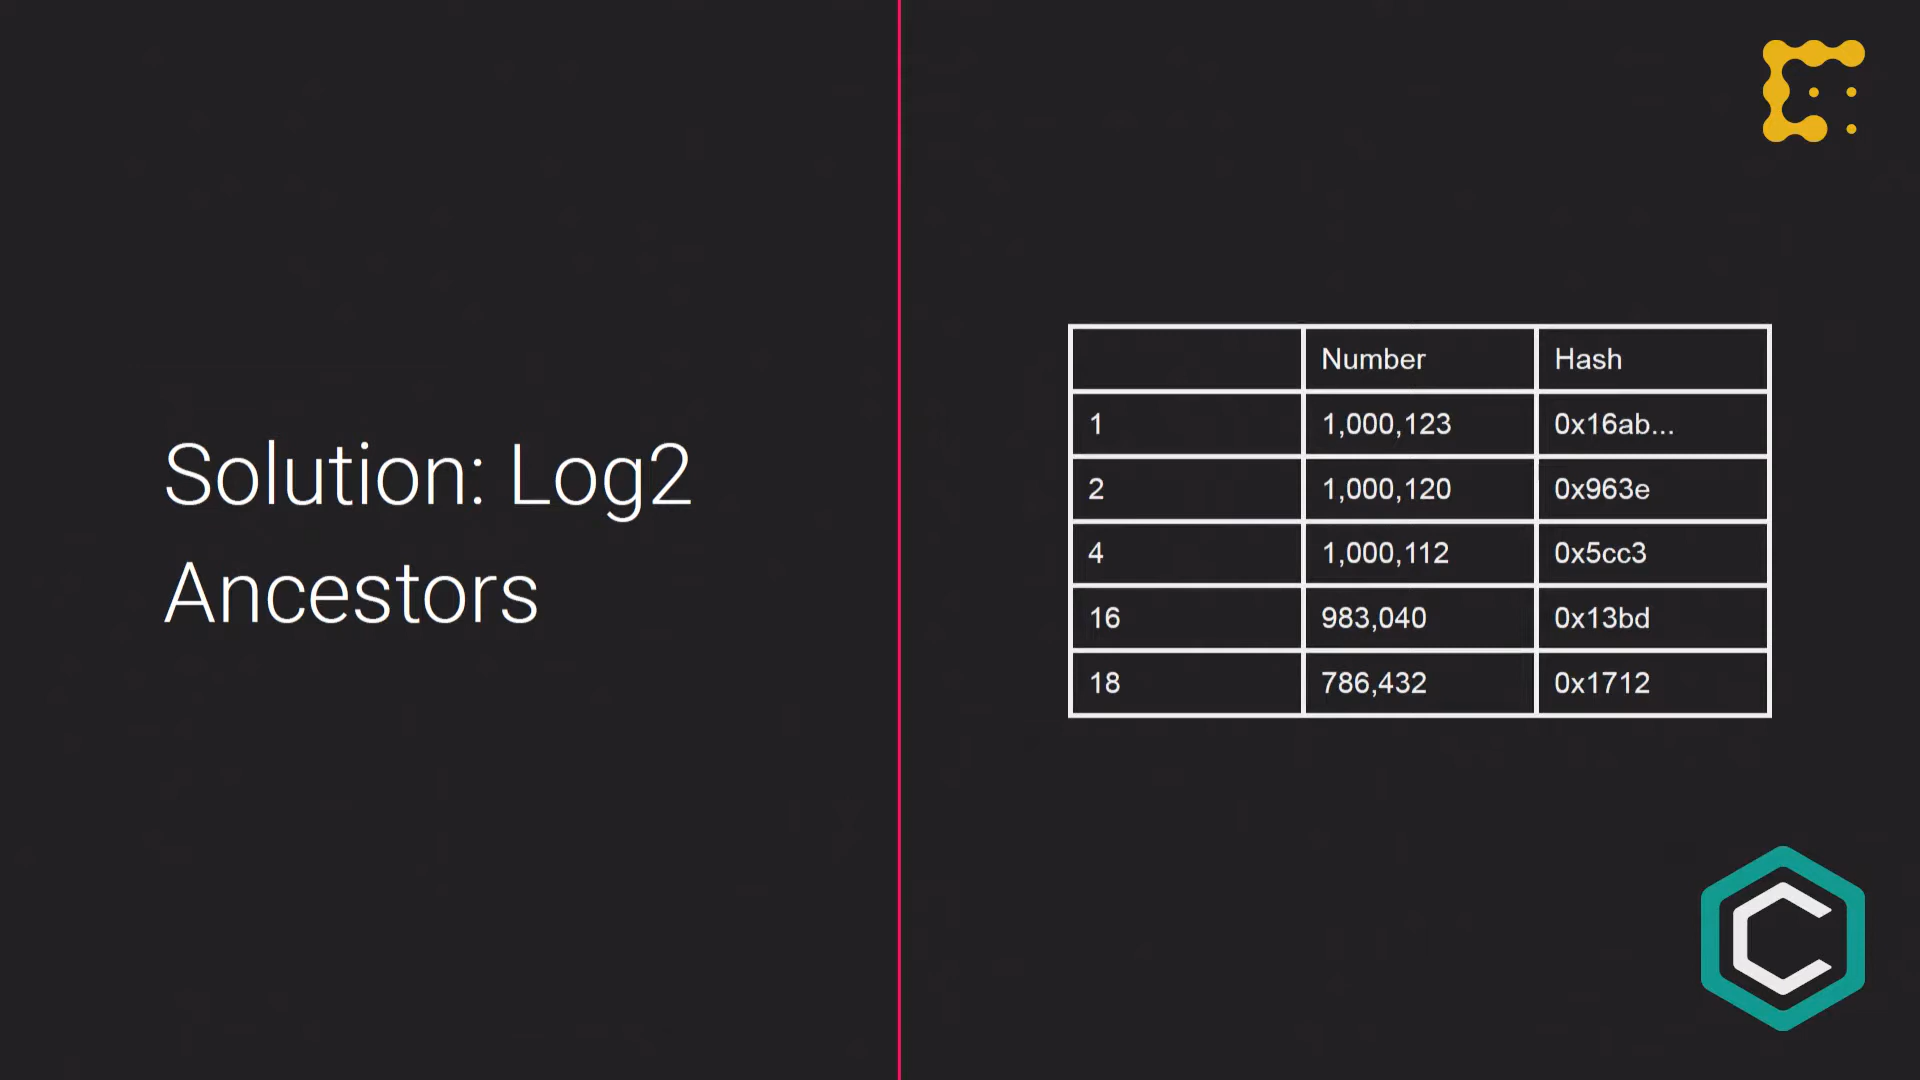 Solution: Log2
Ancestors
Number Hash
1 1,000,123 0x16ab...
2 1,000,120 0x963e
4 1,000,112 0x5cc3
16 983,040 0x13bd
18 786,432 0x1712